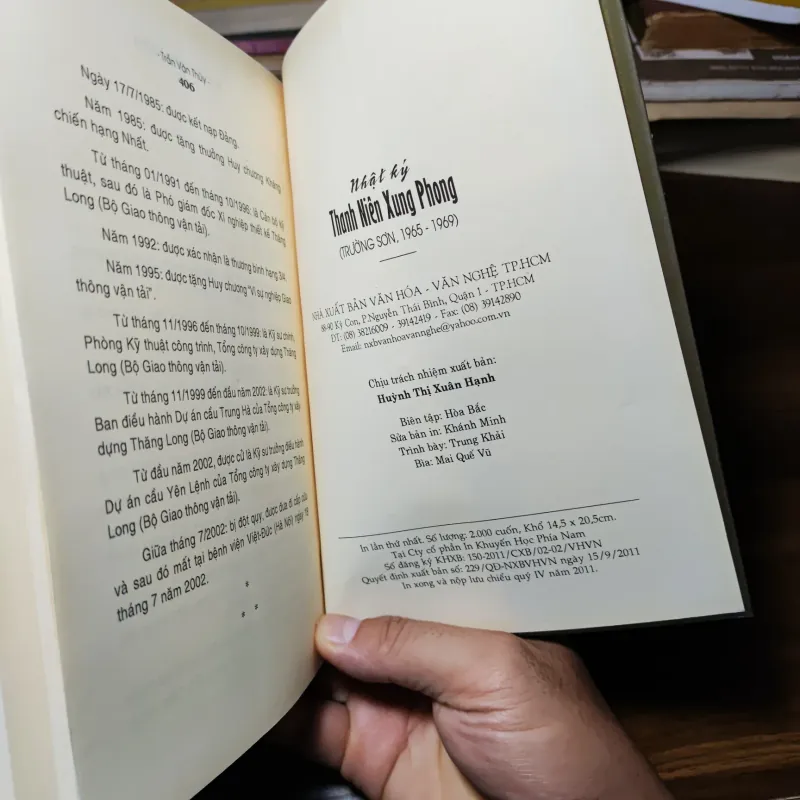 - Trần Văn Thùy -
406
Ngày 17/7/1985: được kết nạp Đảng.
Năm 1985: được tặng thưởng Huy chương Kháng
chiến hạng Nhất.
Từ tháng 01/1991 đến tháng 10/1996: là Cán bộ kỹ
thuật, sau đó là Phó giám đốc Xí nghiệp thiết kế Thăng
Long (Bộ Giao thông vận tải).
Năm 1992: được xác nhận là thương binh hạng 3/4.
Năm 1995: được tặng Huy chương "Vì sự nghiệp Giao
thông vận tải".
Từ tháng 11/1996 đến tháng 10/1999: là Kỹ sư chính,
Phòng Kỹ thuật công trình, Tổng công ty xây dựng Thăng
Long (Bộ Giao thông vận tải).
Từ tháng 11/1999 đến đầu năm 2002: là Kỹ sư trưởng
Ban điều hành Dự án cầu Trung Hà của Tổng công ty xây
dựng Thăng Long (Bộ Giao thông vận tải).
Từ đầu năm 2002, được cử là Kỹ sư trưởng điều hành
Dự án cầu Yên Lệnh của Tổng công ty xây dựng Thăng
Long (Bộ Giao thông vận tải).
Giữa tháng 7/2002: bị đột quỵ, được đưa đi cấp cứu
và sau đó mất tại bệnh viện Việt-Đức (Hà Nội) ngày 18
tháng 7 năm 2002.
*
* *
Nhật ký
Thanh Niên Xung Phong
(TRƯỜNG SƠN, 1965 - 1969)
NHÀ XUẤT BẢN VĂN HÓA - VĂN NGHỆ TP.HCM
88-90 Ký Con, P.Nguyễn Thái Bình, Quận 1 - TP.HCM
ĐT: (08) 38216009 - 39142419 - Fax: (08) 39142890
Email: nxbvanhoavannghe@yahoo.com.vn
Chịu trách nhiệm xuất bản:
Huỳnh Thị Xuân Hạnh
Biên tập: Hòa Bắc
Sửa bản in: Khánh Minh
Trình bày: Trung Khải
Bìa: Mai Quế Vũ
In lần thứ nhất. Số lượng: 2.000 cuốn, Khổ 14,5 x 20,5cm.
Tại Cty cổ phần in Khuyến Học Phía Nam
Số đăng ký KHXB: 150-2011/CXB/02-02/VHVN
Quyết định xuất bản số: 229/QĐ-NXBVHVN ngày 15/9/2011
In xong và nộp lưu chiểu quý IV năm 2011.